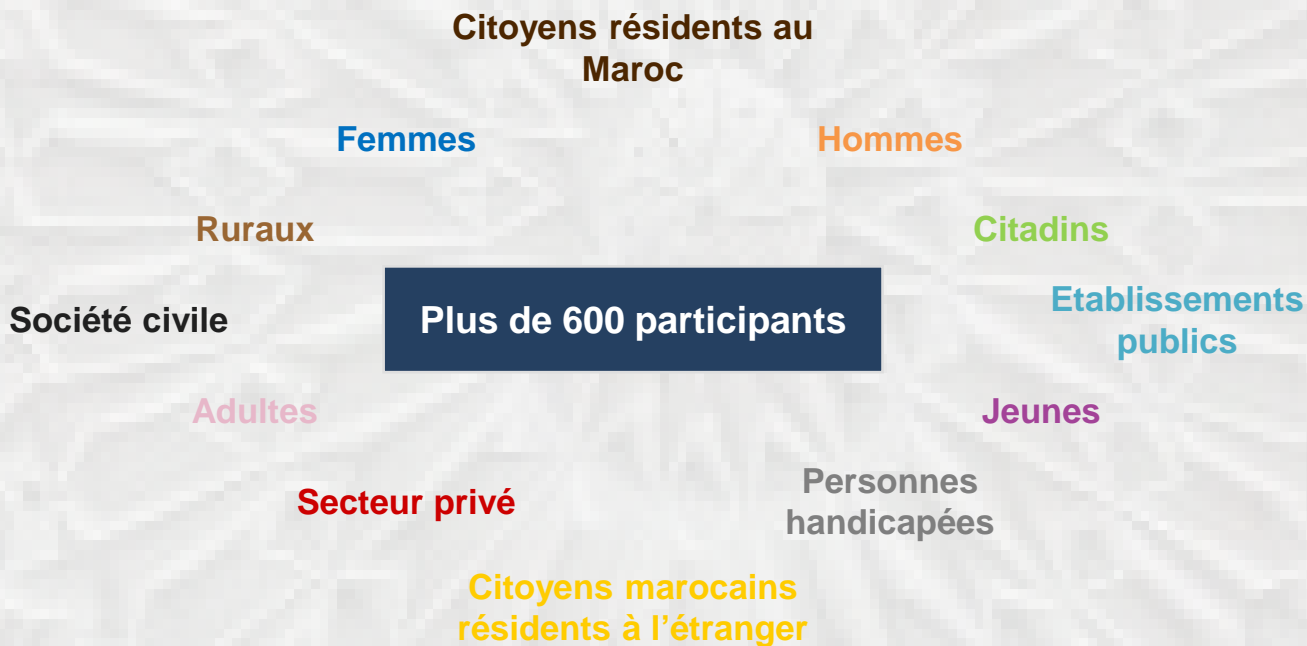 Citoyens résidents au
Maroc
Femmes
Hommes
Ruraux
Citadins
Société civile
Plus de 600 participants
Etablissements
publics
Adultes
Jeunes
Secteur privé
Personnes
handicapées
Citoyens marocains
résidents à l’étranger